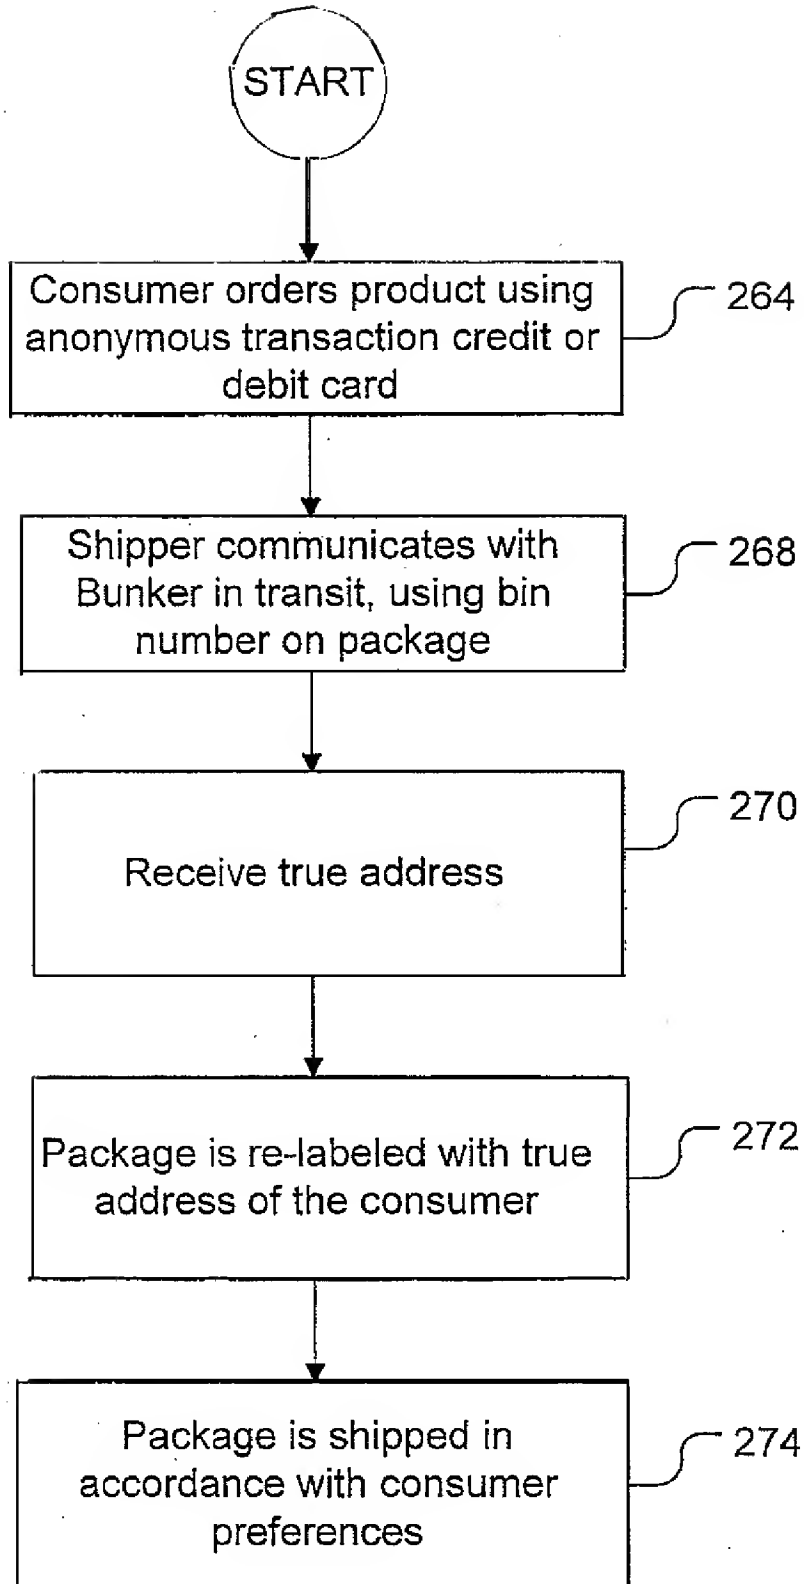 START
Consumer orders product using
anonymous transaction credit or
debit card
264
Shipper communicates with
Bunker in transit, using bin
number on package
268
Receive true address
270
Package is re-labeled with true
address of the consumer
272
Package is shipped in
accordance with consumer
preferences
274